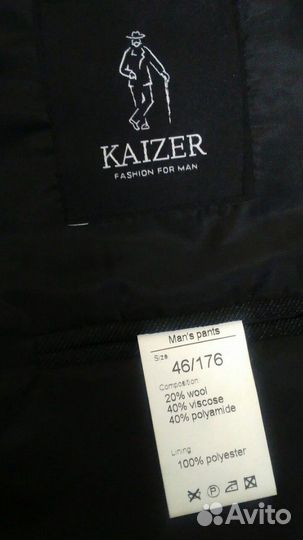 KAIZER
FASHION FOR MAN
Man's pants
Size
46/176
Composition:
20% wool
40% viscose
40% polyamide
Lining:
100% polyester
P
Avito